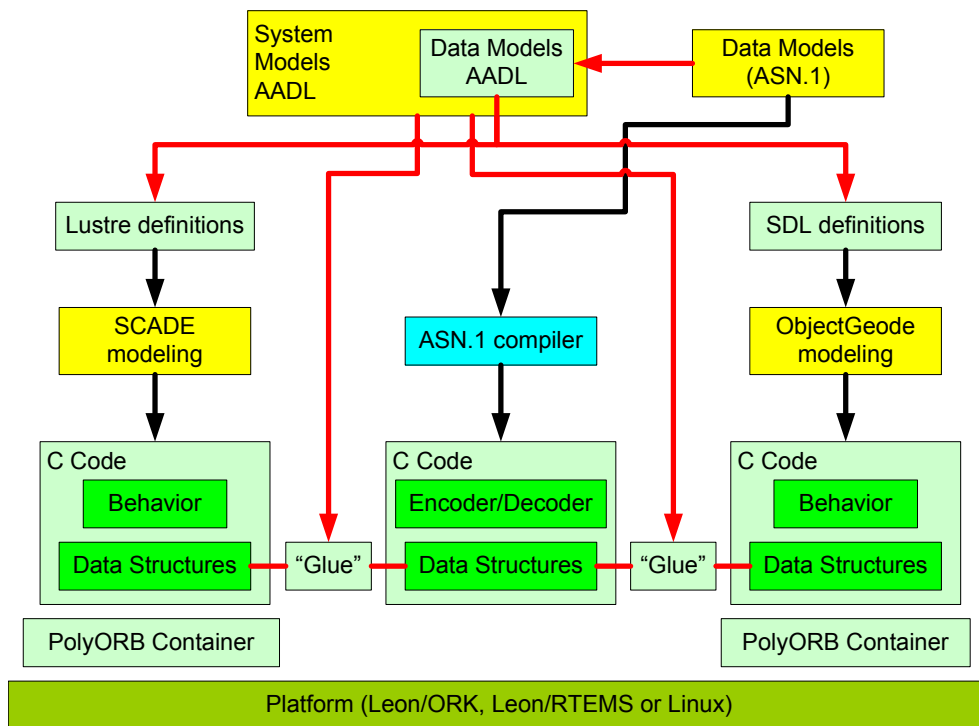 System
Models
AADL
Data Models
AADL
Data Models
(ASN.1)
Lustre definitions
SDL definitions
SCADE
modeling
ASN.1 compiler
ObjectGeode
modeling
C Code
Behavior
Data Structures
“Glue”
C Code
Encoder/Decoder
Data Structures
“Glue”
C Code
Behavior
Data Structures
PolyORB Container
PolyORB Container
Platform (Leon/ORK, Leon/RTEMS or Linux)